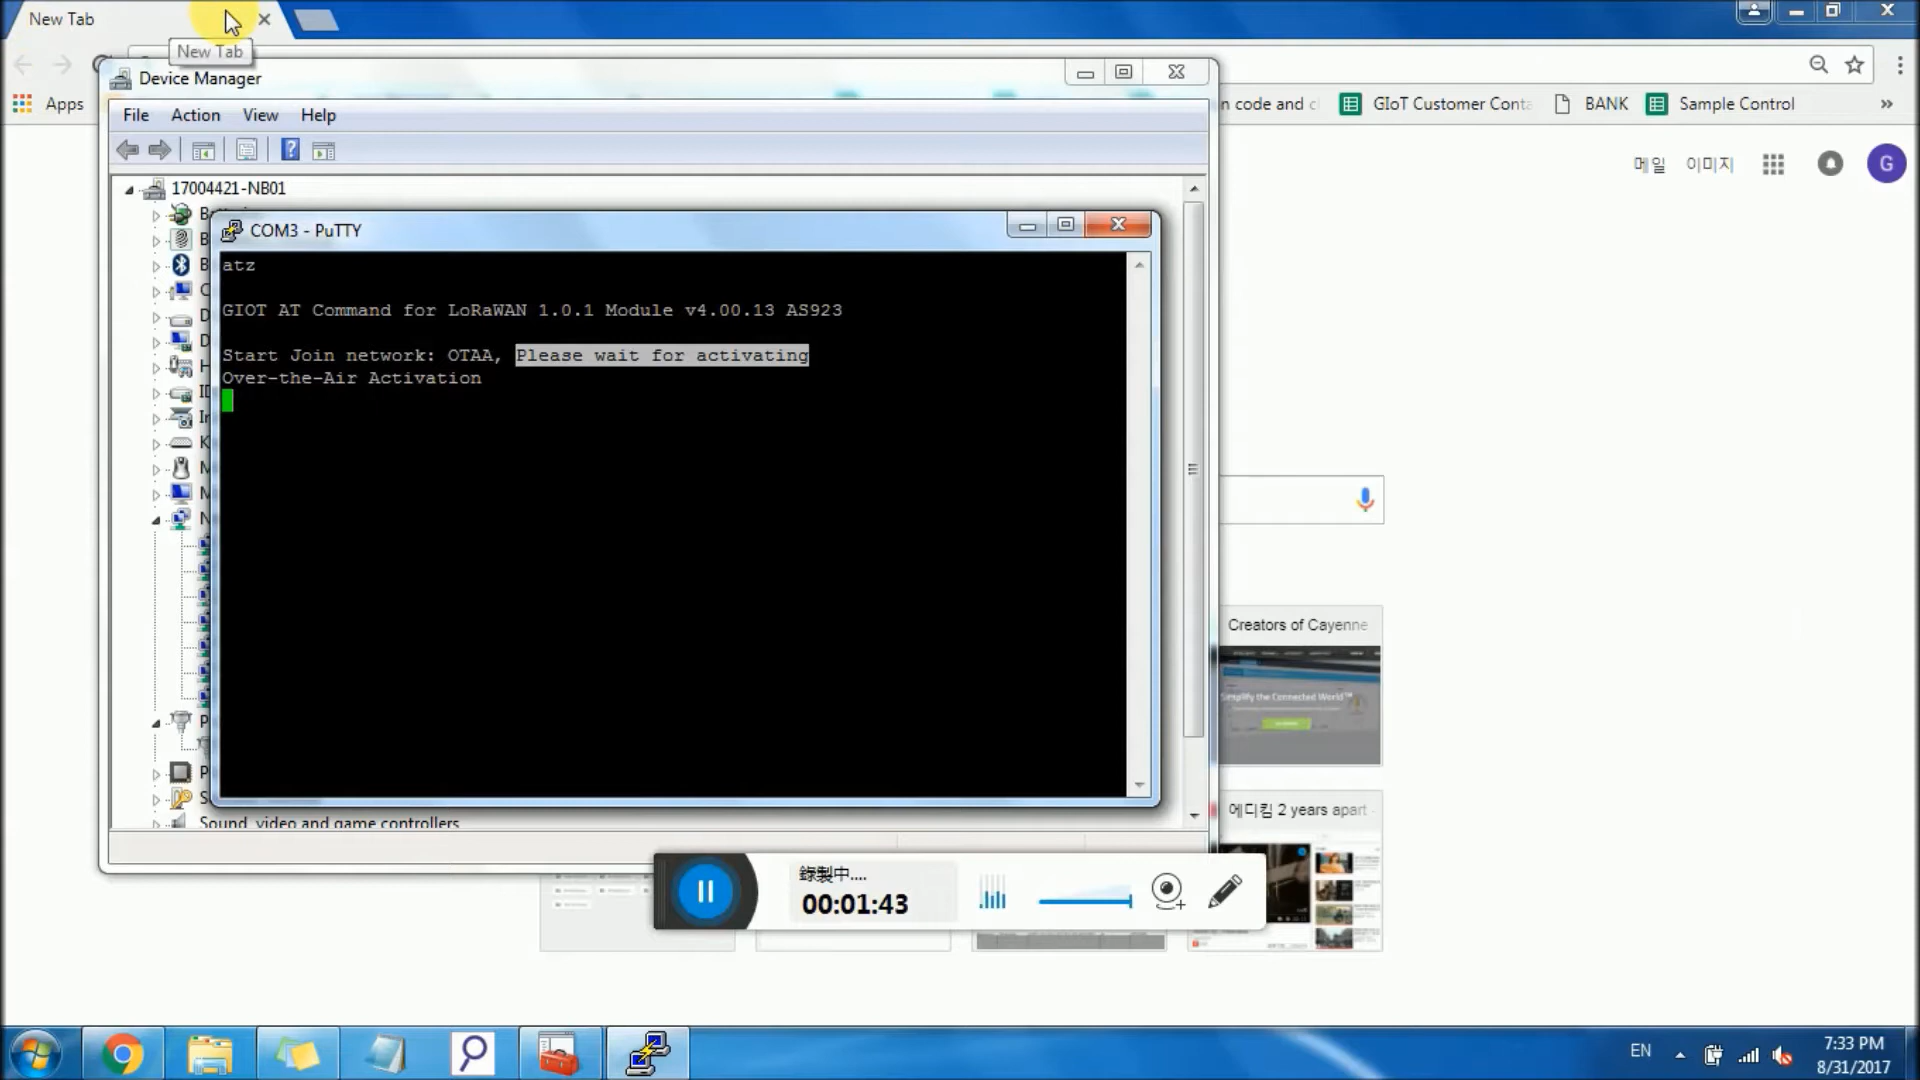 New Tab
New Tab
Device Manager
Apps
n code and c
GIoT Customer Conta
BANK
Sample Control
»
File Action View Help
메일 이미지
G
17004421-NB01
COM3 - PuTTY
atz
GIOT AT Command for LoRaWAN 1.0.1 Module v4.00.13 AS923
Start Join network: OTAA, Please wait for activating
Over-the-Air Activation
Creators of Cayenne
Simplify the Connected World™
에디킴 2 years apart
Sound, video and game controllers
錄製中....
00:01:43
EN
7:33 PM
8/31/2017